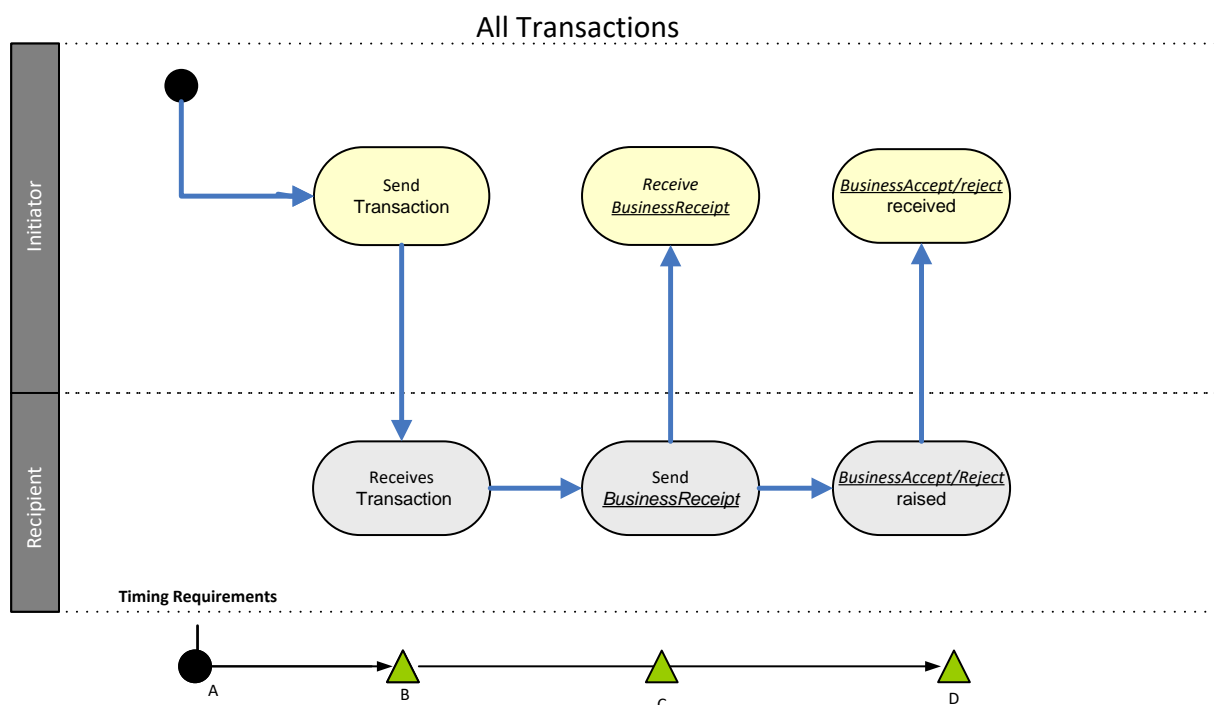 All Transactions
Initiator
Send
Transaction
Receive
BusinessReceipt
BusinessAccept/reject
received
Recipient
Receives
Transaction
Send
BusinessReceipt
BusinessAccept/Reject
raised
Timing Requirements
A
B
C
D